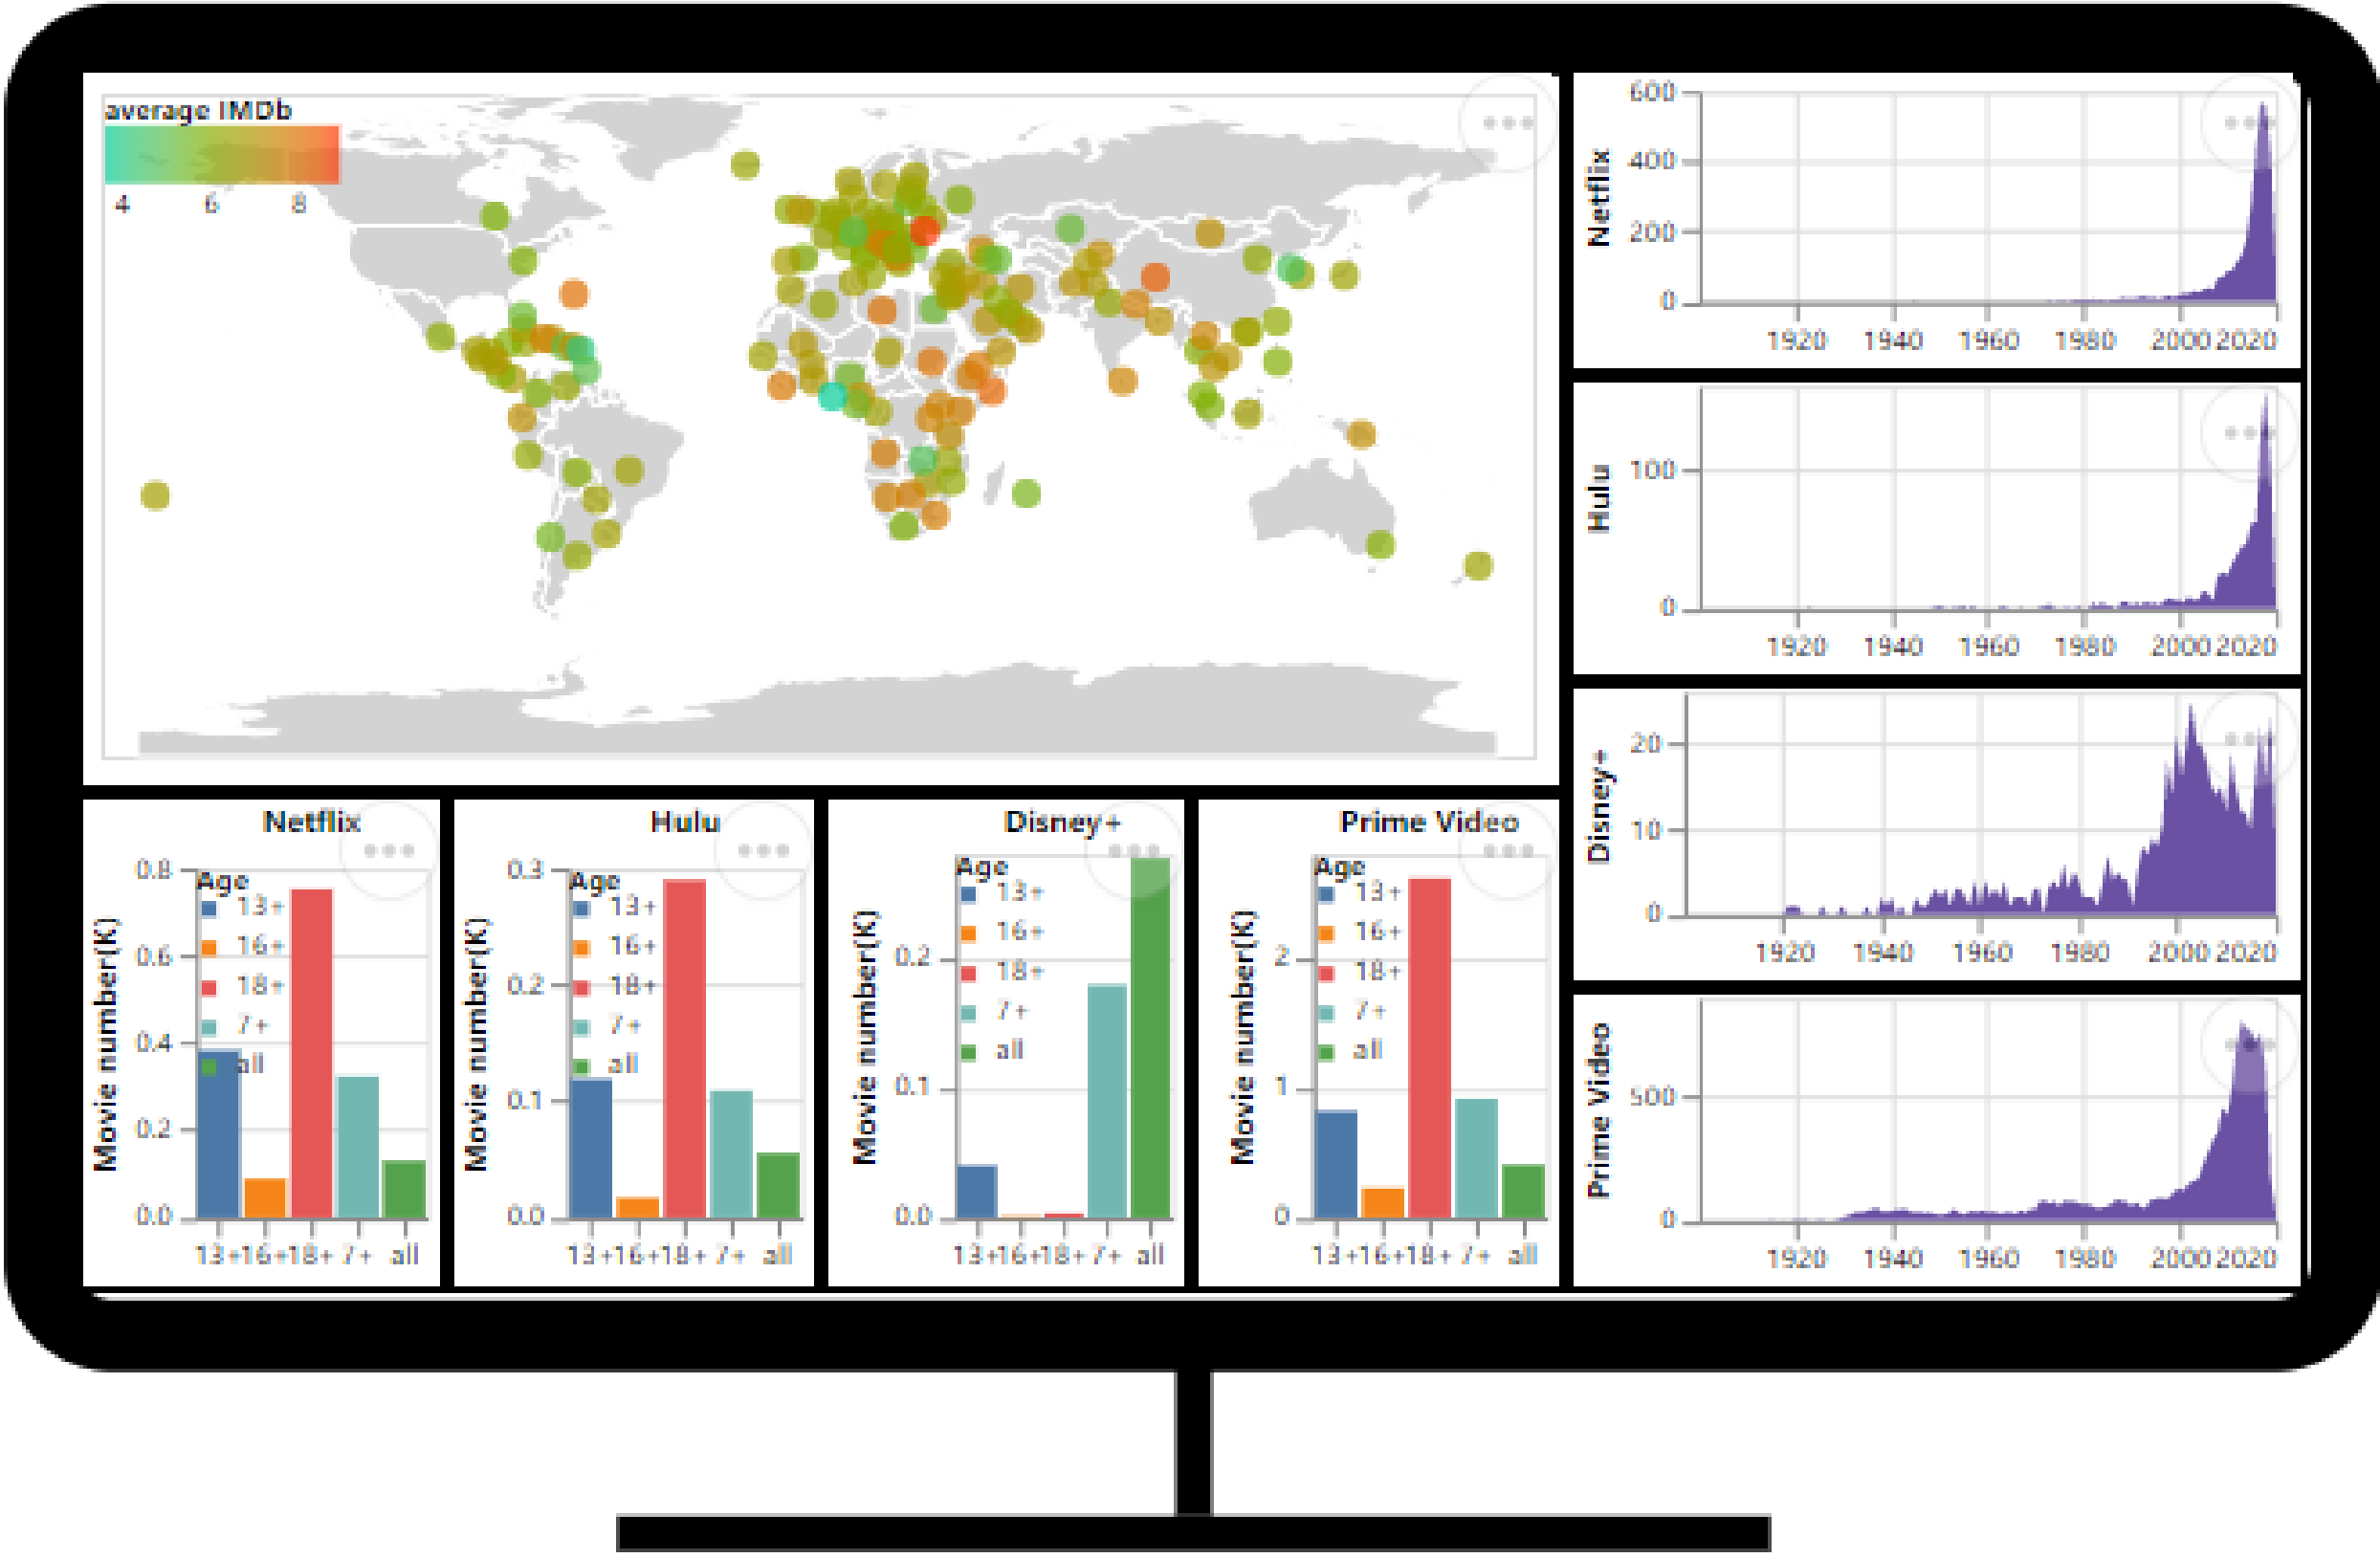 average IMDb
4 6 8
Netflix
600
400
200
0
1920 1940 1960 1980 2000 2020
Hulu
100
0
1920 1940 1960 1980 2000 2020
Disney+
20
10
0
1920 1940 1960 1980 2000 2020
Prime Video
500
0
1920 1940 1960 1980 2000 2020
Netflix
Movie number(K)
0.8
0.6
0.4
0.2
0.0
Age
13+
16+
18+
7+
all
13+ 16+ 18+ 7+ all
Hulu
Movie number(K)
0.3
0.2
0.1
0.0
Age
13+
16+
18+
7+
all
13+ 16+ 18+ 7+ all
Disney+
Movie number(K)
0.2
0.1
0.0
Age
13+
16+
18+
7+
all
13+ 16+ 18+ 7+ all
Prime Video
Movie number(K)
2
1
0
Age
13+
16+
18+
7+
all
13+ 16+ 18+ 7+ all